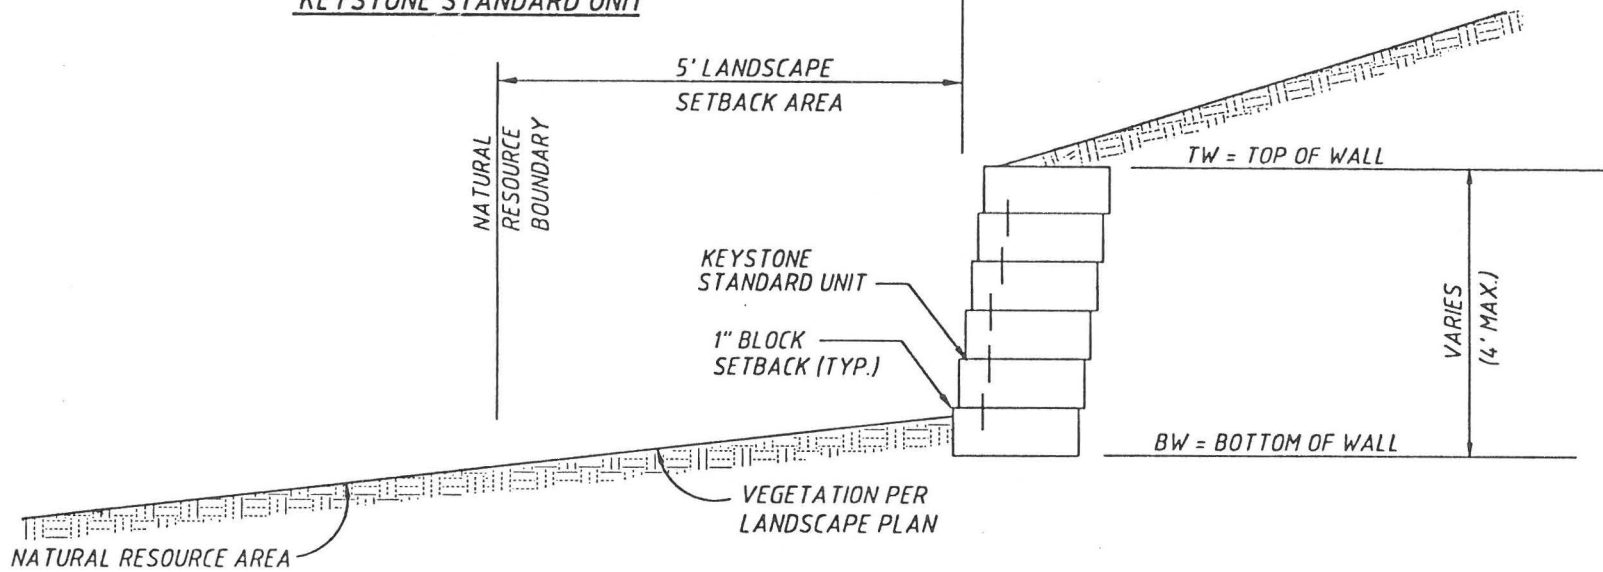 KEYSTONE STANDARD UNIT
5' LANDSCAPE
SETBACK AREA
NATURAL
RESOURCE
BOUNDARY
TW = TOP OF WALL
KEYSTONE
STANDARD UNIT
1" BLOCK
SETBACK (TYP.)
VARIES
(4' MAX.)
BW = BOTTOM OF WALL
VEGETATION PER
LANDSCAPE PLAN
NATURAL RESOURCE AREA